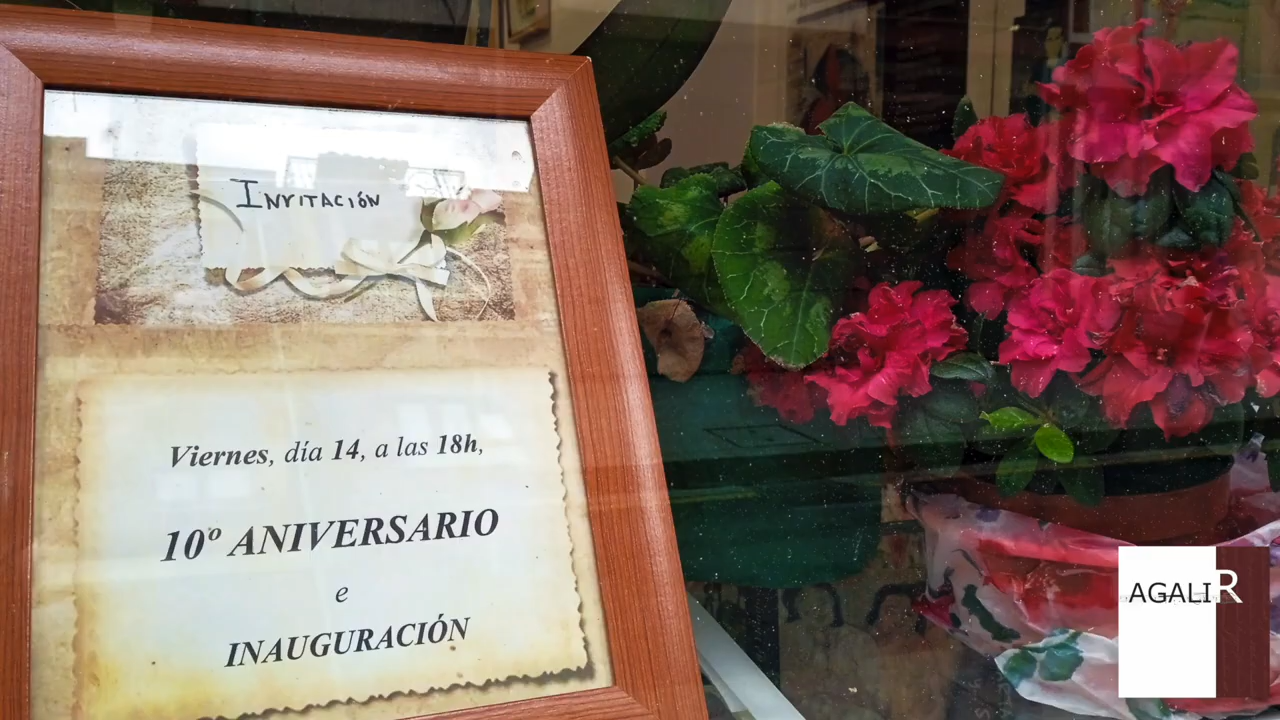 Invitación
Viernes, día 14, a las 18h,
10º ANIVERSARIO
e
INAUGURACIÓN
AGALIR